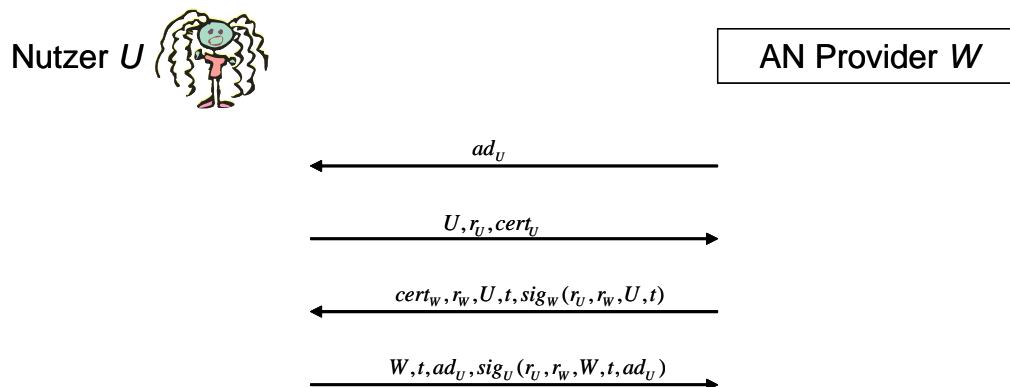 Nutzer U
AN Provider W
ad_U
U, r_U, cert_U
cert_W, r_W, U, t, sig_W(r_U, r_W, U, t)
W, t, ad_U, sig_U(r_U, r_W, W, t, ad_U)